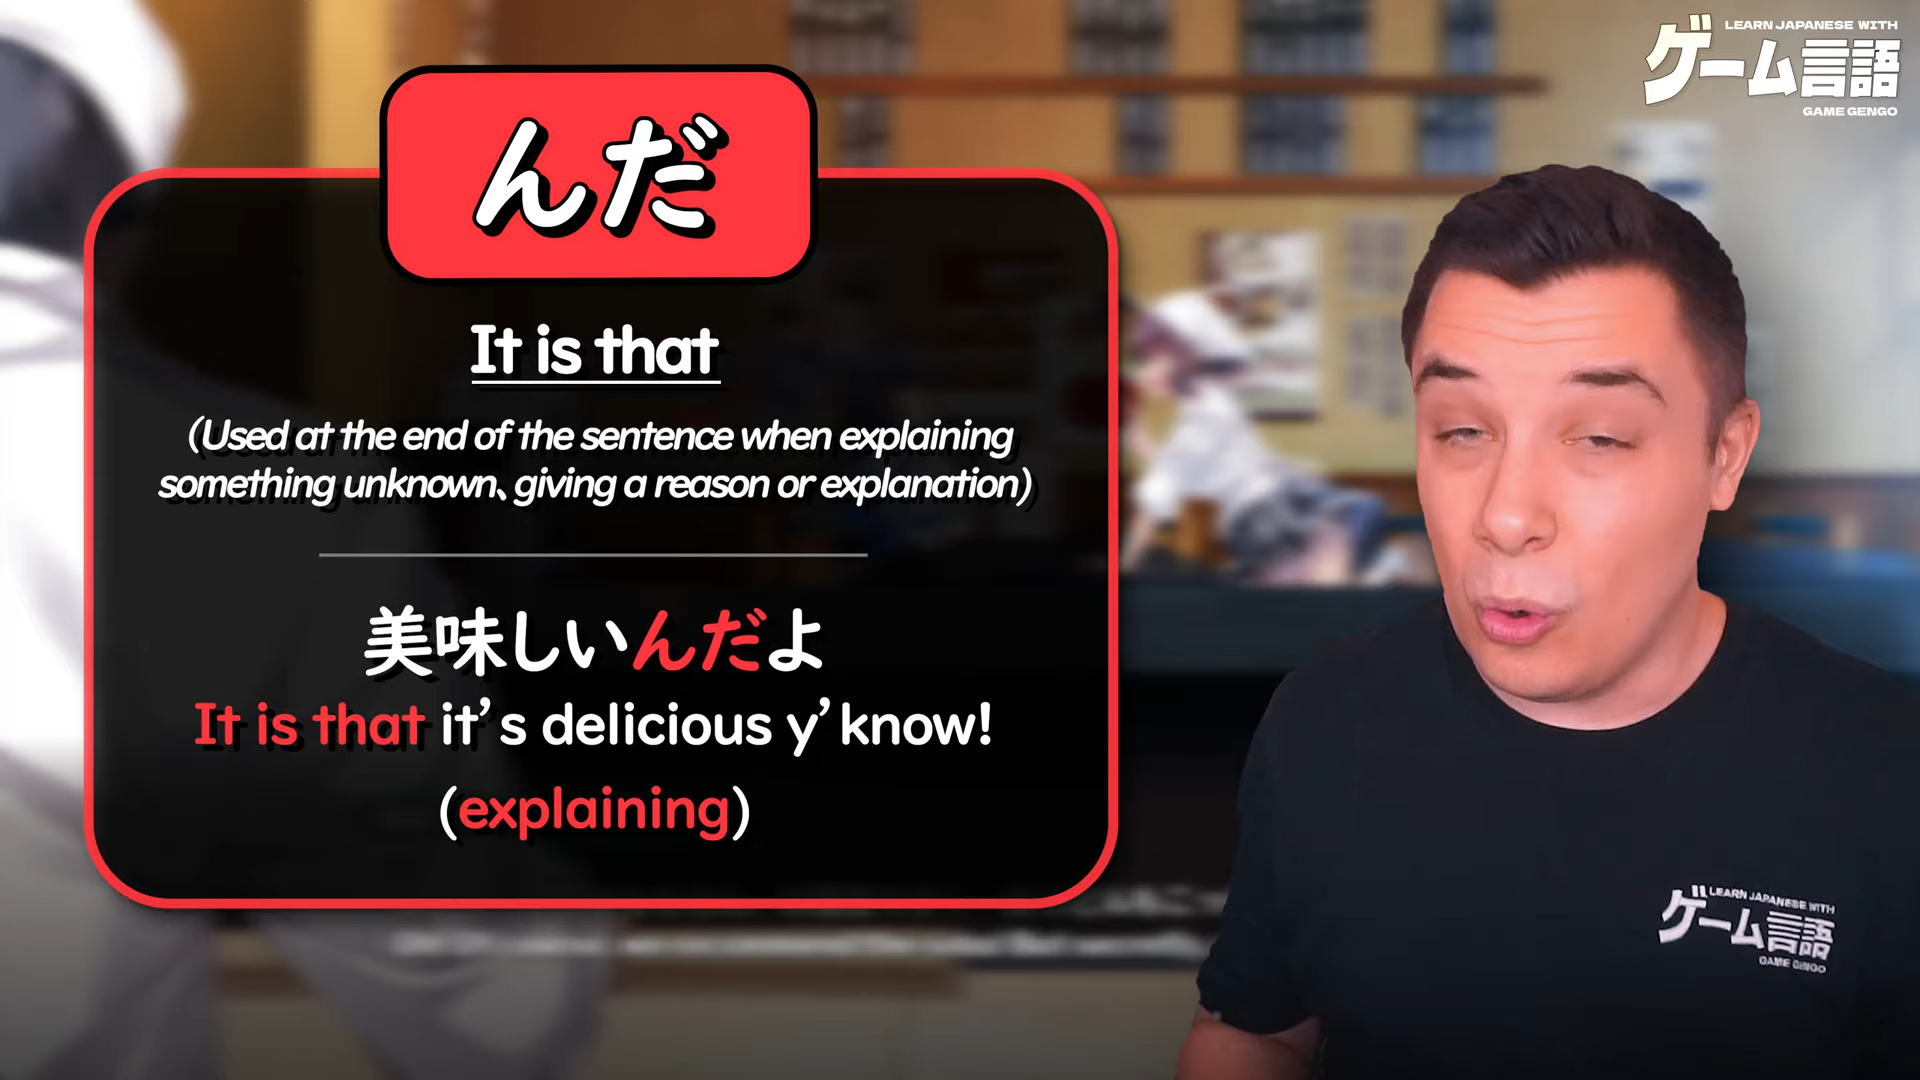 LEARN JAPANESE WITH
ゲーム言語
GAME GENGO
んだ
It is that
(Used at the end of the sentence when explaining
something unknown、giving a reason or explanation)
美味しいんだよ
It is that it's delicious y'know!
(explaining)
LEARN JAPANESE WITH
ゲーム言語
GAME GENGO